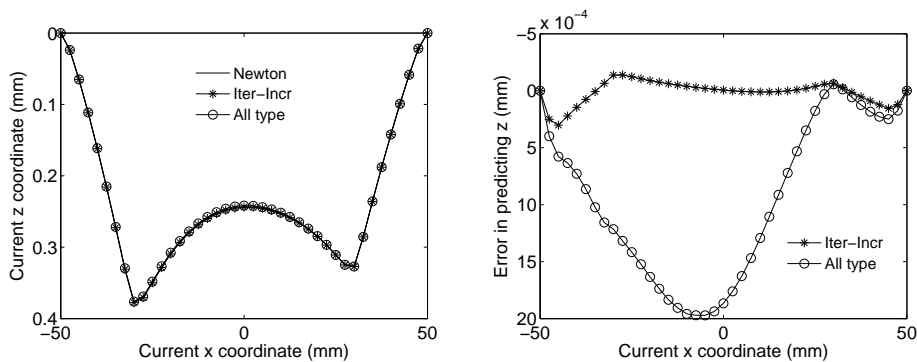 0
0.1
0.2
0.3
0.4
−50
0
50
Current x coordinate (mm)
Current z coordinate (mm)
Newton
Iter−Incr
All type
x 10−4
−5
0
5
10
15
20
−50
0
50
Current x coordinate (mm)
Error in predicting z (mm)
Iter−Incr
All type